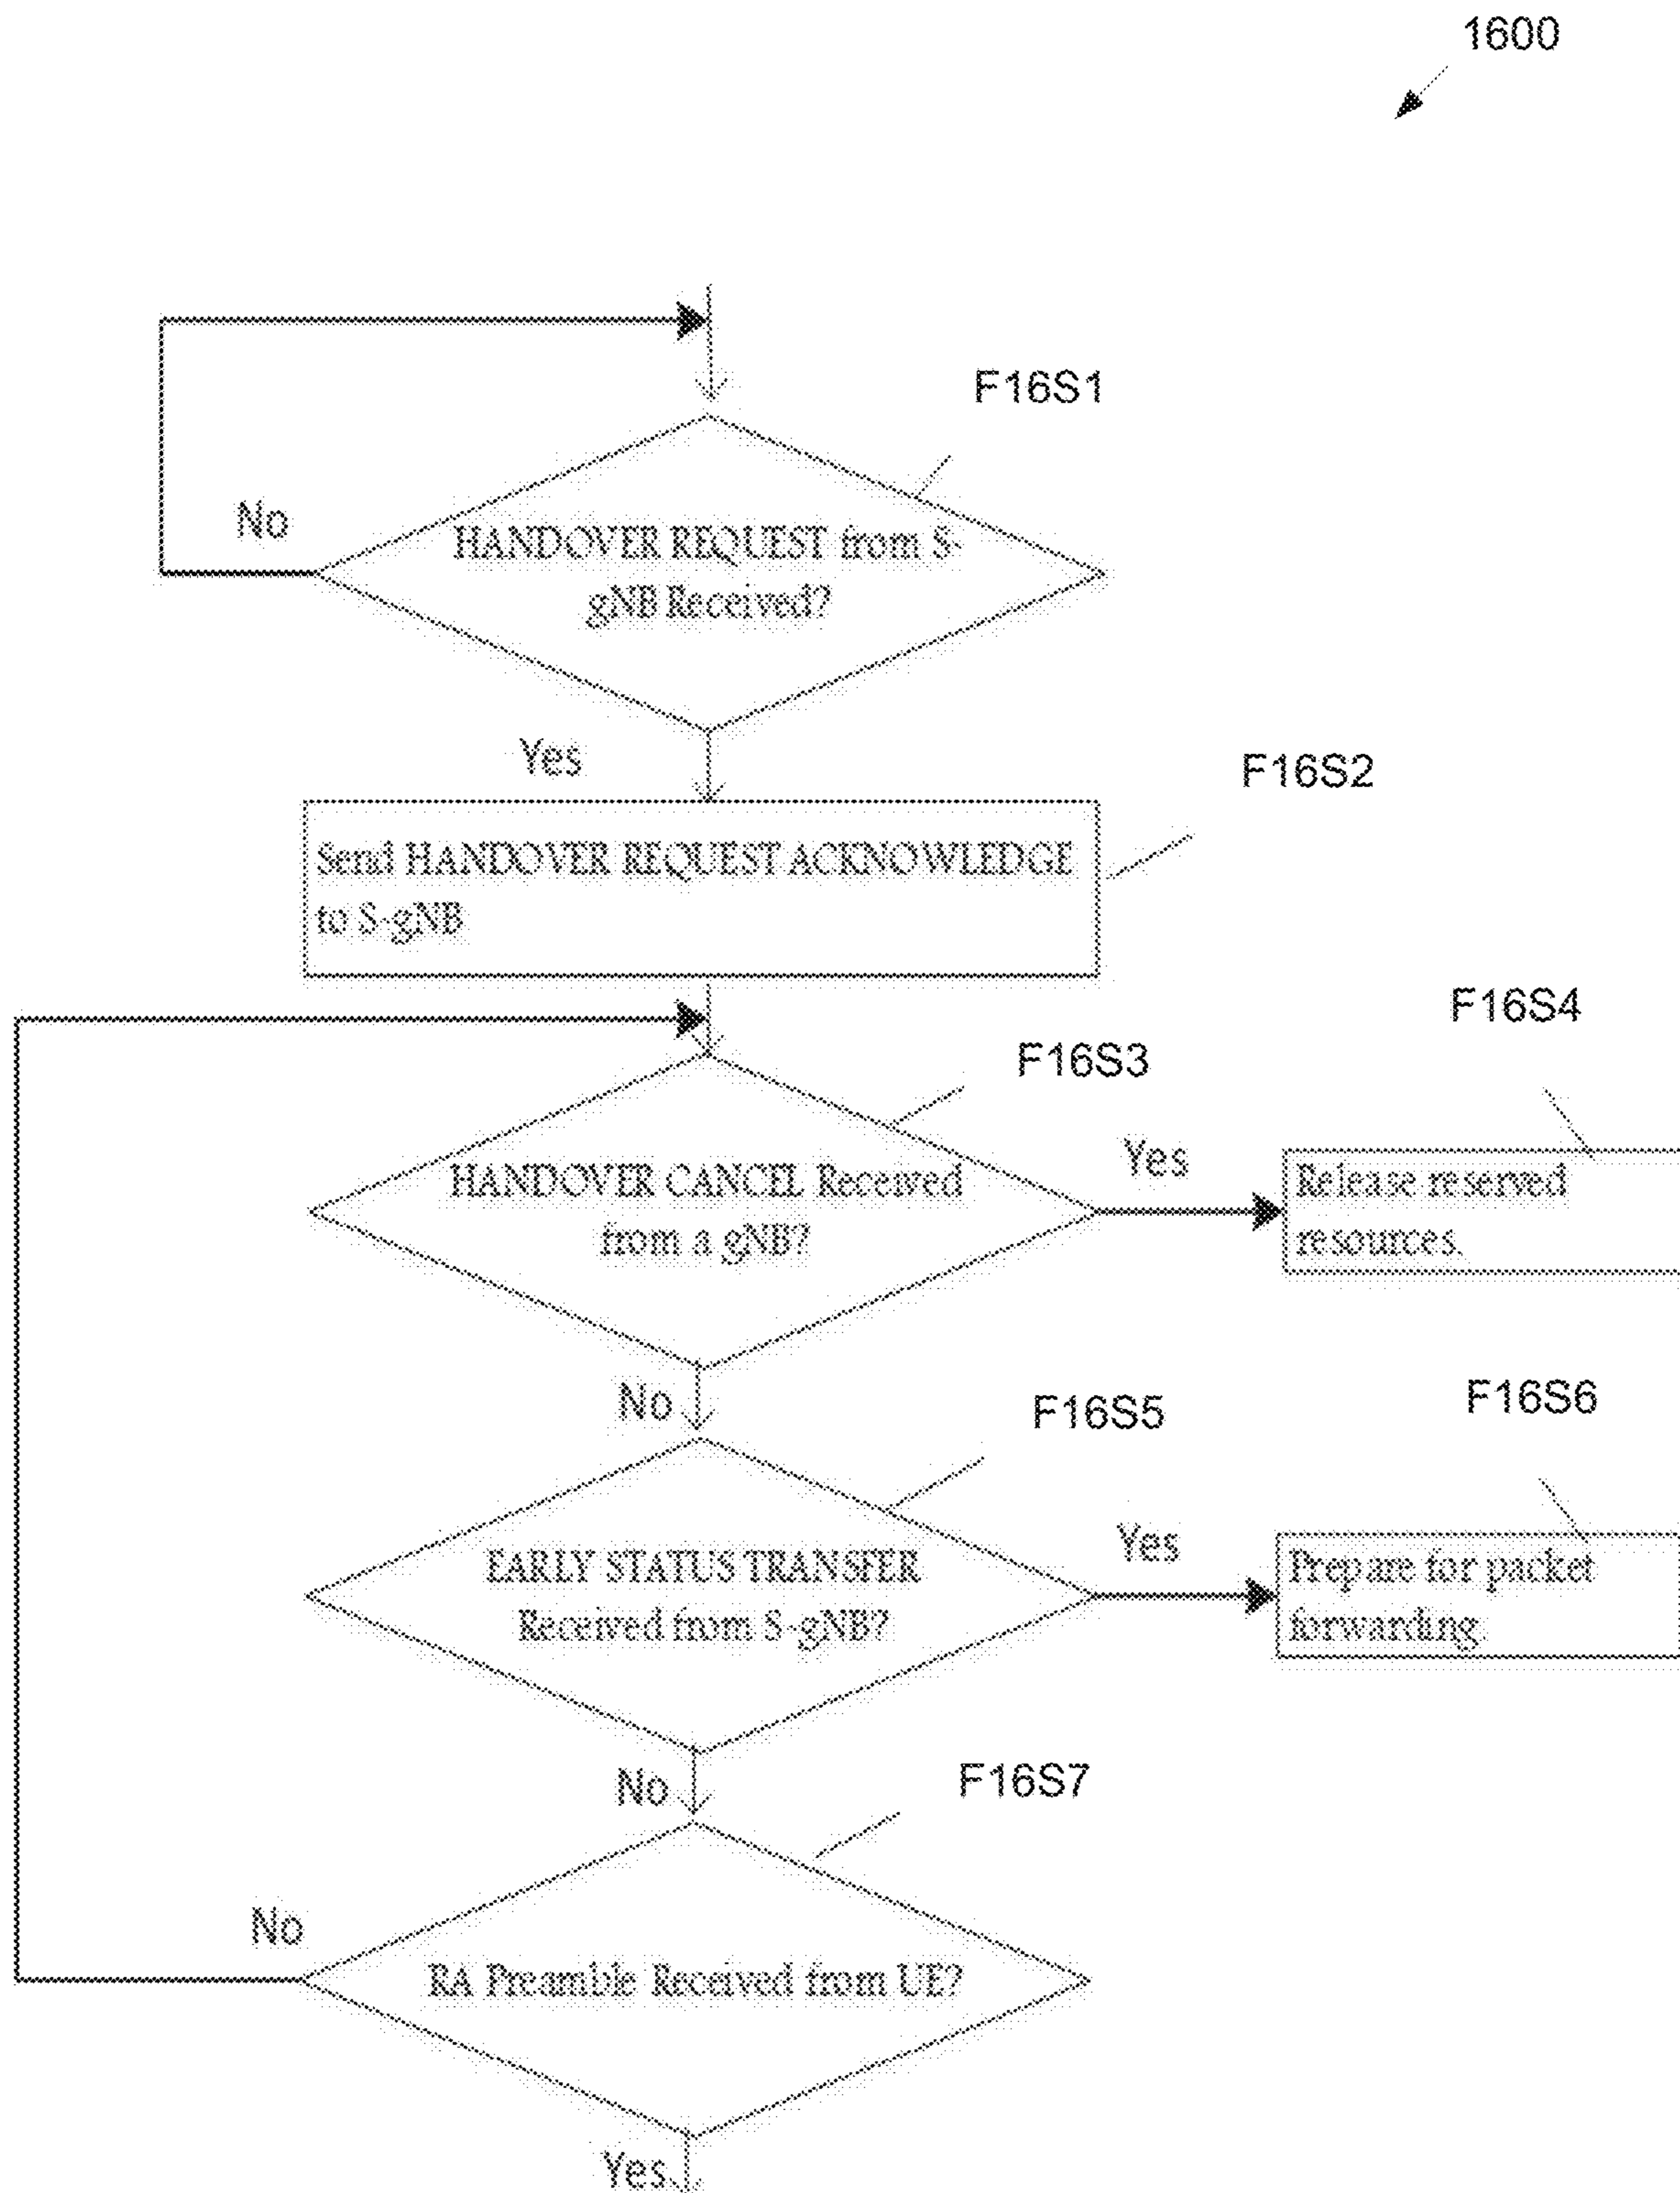 1600
F16S1
No
HANDOVER REQUEST from S-
gNB Received?
Yes
F16S2
Send HANDOVER REQUEST ACKNOWLEDGE
to S-gNB
F16S4
F16S3
Yes
HANDOVER CANCEL Received
from a gNB?
Release reserved
resources.
No
F16S5
F16S6
Yes
EARLY STATUS TRANSFER
Received from S-gNB?
Prepare for packet
forwarding.
No
F16S7
No
RA Preamble Received from UE?
Yes